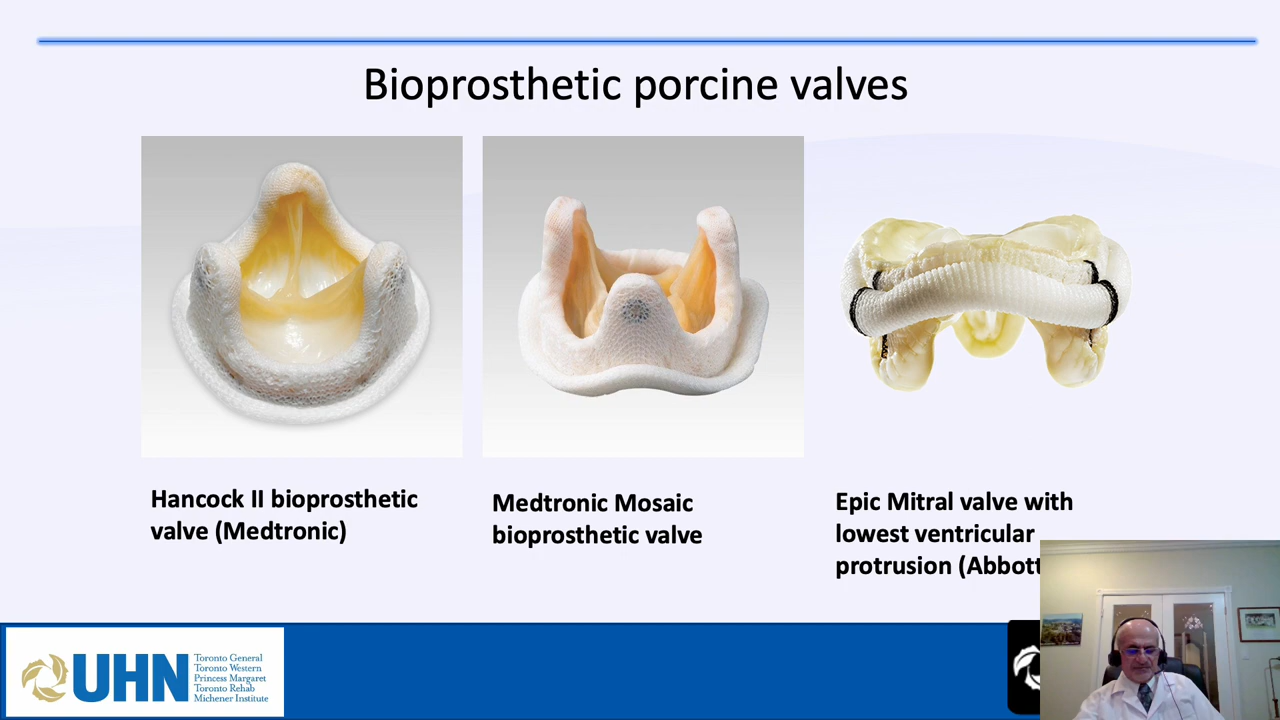 Bioprosthetic porcine valves
Hancock II bioprosthetic
valve (Medtronic)
Medtronic Mosaic
bioprosthetic valve
Epic Mitral valve with
lowest ventricular
protrusion (Abbott
UHN
Toronto General
Toronto Western
Princess Margaret
Toronto Rehab
Michener Institute